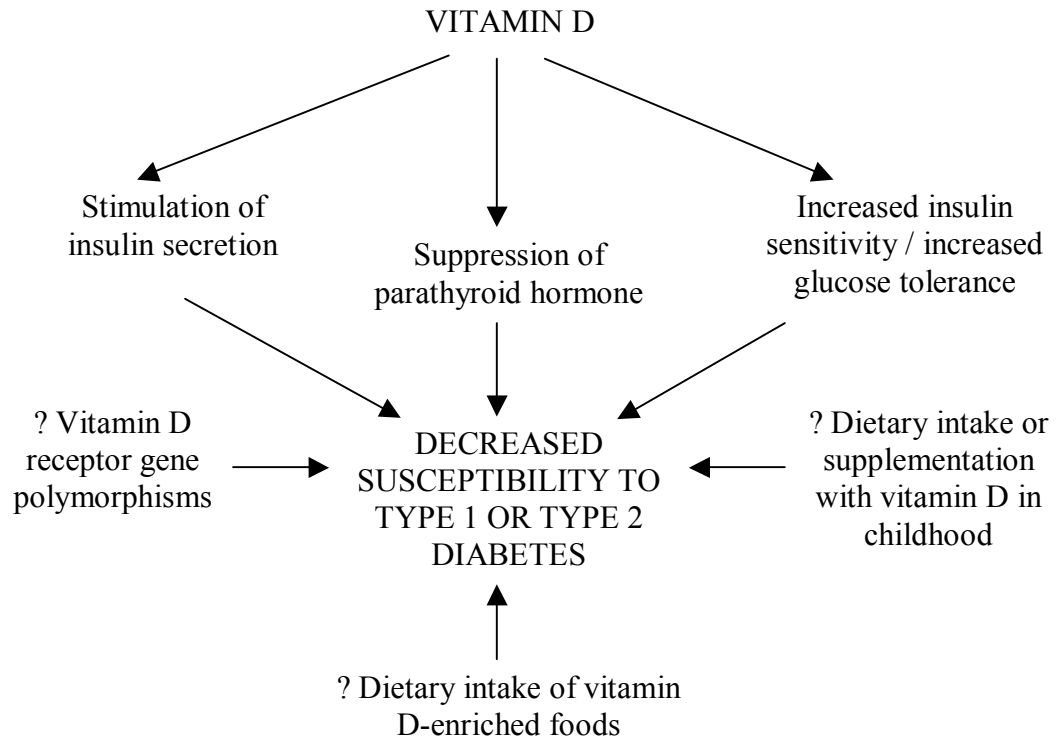 VITAMIN D
Stimulation of
insulin secretion
Suppression of
parathyroid hormone
Increased insulin
sensitivity / increased
glucose tolerance
? Vitamin D
receptor gene
polymorphisms
DECREASED
SUSCEPTIBILITY TO
TYPE 1 OR TYPE 2
DIABETES
? Dietary intake or
supplementation
with vitamin D in
childhood
? Dietary intake of vitamin
D-enriched foods